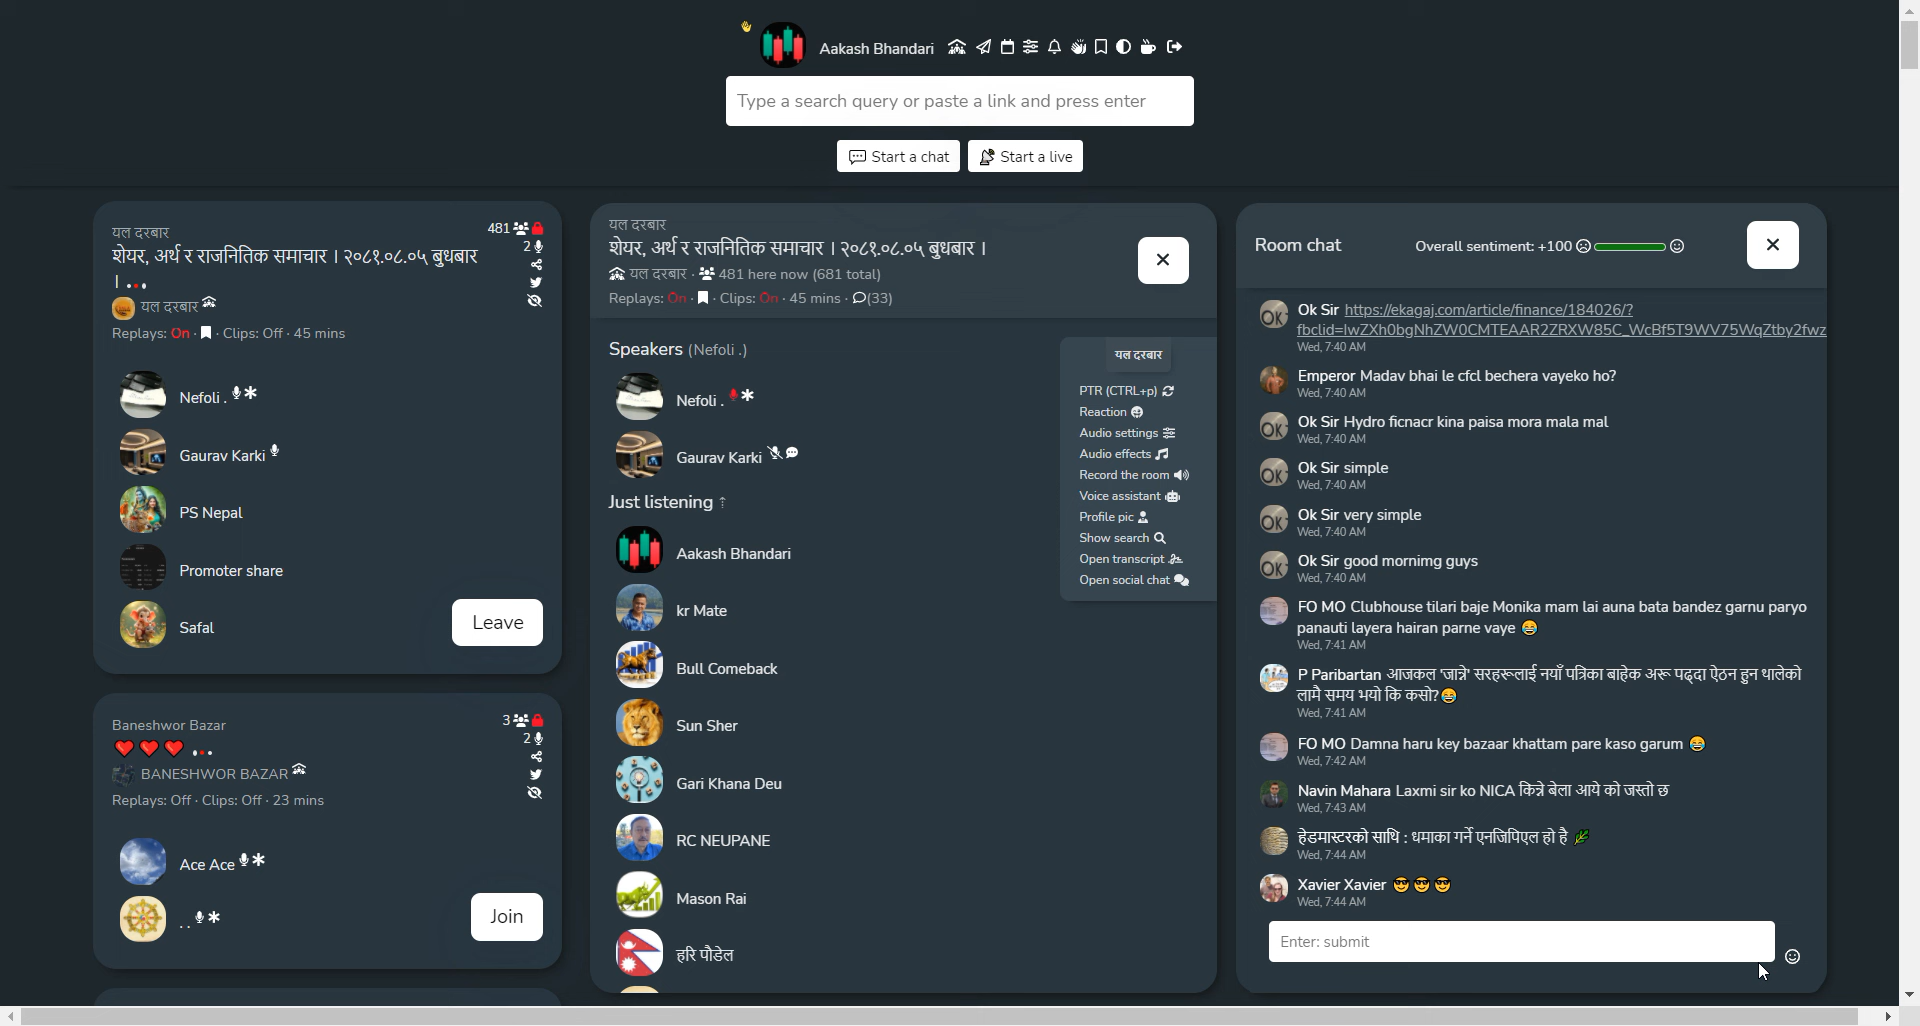 Aakash Bhandari
Type a search query or paste a link and press enter
Start a chat
Start a live
यल दरबार
481
शेयर, अर्थ र राजनितिक समाचार । २०८१.०८.०५ बुधबार
2
।
यल दरबार
Replays: On · Clips: Off · 45 mins
Nefoli .
Gaurav Karki
PS Nepal
Promoter share
Safal
Leave
Baneshwor Bazar
3
2
BANESHWOR BAZAR
Replays: Off · Clips: Off · 23 mins
Ace Ace
. .
Join
यल दरबार
शेयर, अर्थ र राजनितिक समाचार । २०८१.०८.०५ बुधबार ।
यल दरबार · 481 here now (681 total)
Replays: On · Clips: On · 45 mins · (33)
Speakers (Nefoli .)
Nefoli .
Gaurav Karki
Just listening ↑
Aakash Bhandari
kr Mate
Bull Comeback
Sun Sher
Gari Khana Deu
RC NEUPANE
Mason Rai
हरि पौडेल
यल दरबार
PTR (CTRL+p)
Reaction
Audio settings
Audio effects
Record the room
Voice assistant
Profile pic
Show search
Open transcript
Open social chat
Room chat
Overall sentiment: +100
Ok Sir https://ekagaj.com/article/finance/184026/?
fbclid=IwZXh0bgNhZW0CMTEAAR2ZRXW85C_WcBf5T9WV75WqZtby2fwz
Wed, 7:40 AM
Emperor Madav bhai le cfcl bechera vayeko ho?
Wed, 7:40 AM
Ok Sir Hydro ficnacr kina paisa mora mala mal
Wed, 7:40 AM
Ok Sir simple
Wed, 7:40 AM
Ok Sir very simple
Wed, 7:40 AM
Ok Sir good mornimg guys
Wed, 7:40 AM
FO MO Clubhouse tilari baje Monika mam lai auna bata bandez garnu paryo
panauti layera hairan parne vaye 😂
Wed, 7:41 AM
P Paribartan आजकल 'जान्ने' सरहरूलाई नयाँ पत्रिका बाहेक अरू पढ्दा ऐठन हुन थालेको
लामै समय भयो कि कसो?😂
Wed, 7:41 AM
FO MO Damna haru key bazaar khattam pare kaso garum 😂
Wed, 7:42 AM
Navin Mahara Laxmi sir ko NICA किन्ने बेला आये को जस्तो छ
Wed, 7:43 AM
हेडमास्टरको साथि : धमाका गर्ने एनजिपिएल हो है 🌿
Wed, 7:44 AM
Xavier Xavier 😎 😎 😎
Wed, 7:44 AM
Enter: submit